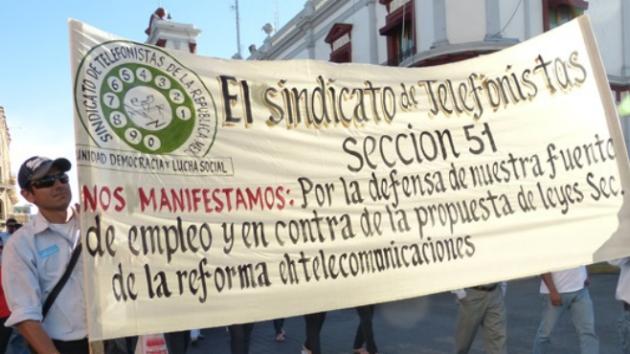 SINDICATO DE TELEFONISTAS DE LA REPUBLICA MEX
UNIDAD DEMOCRACIA Y LUCHA SOCIAL
El Sindicato de Telefonistas
SECCION 51
NOS MANIFESTAMOS: Por la defensa de nuestra fuente
de empleo y en contra de la propuesta de leyes Sec.
de la reforma en telecomunicaciones